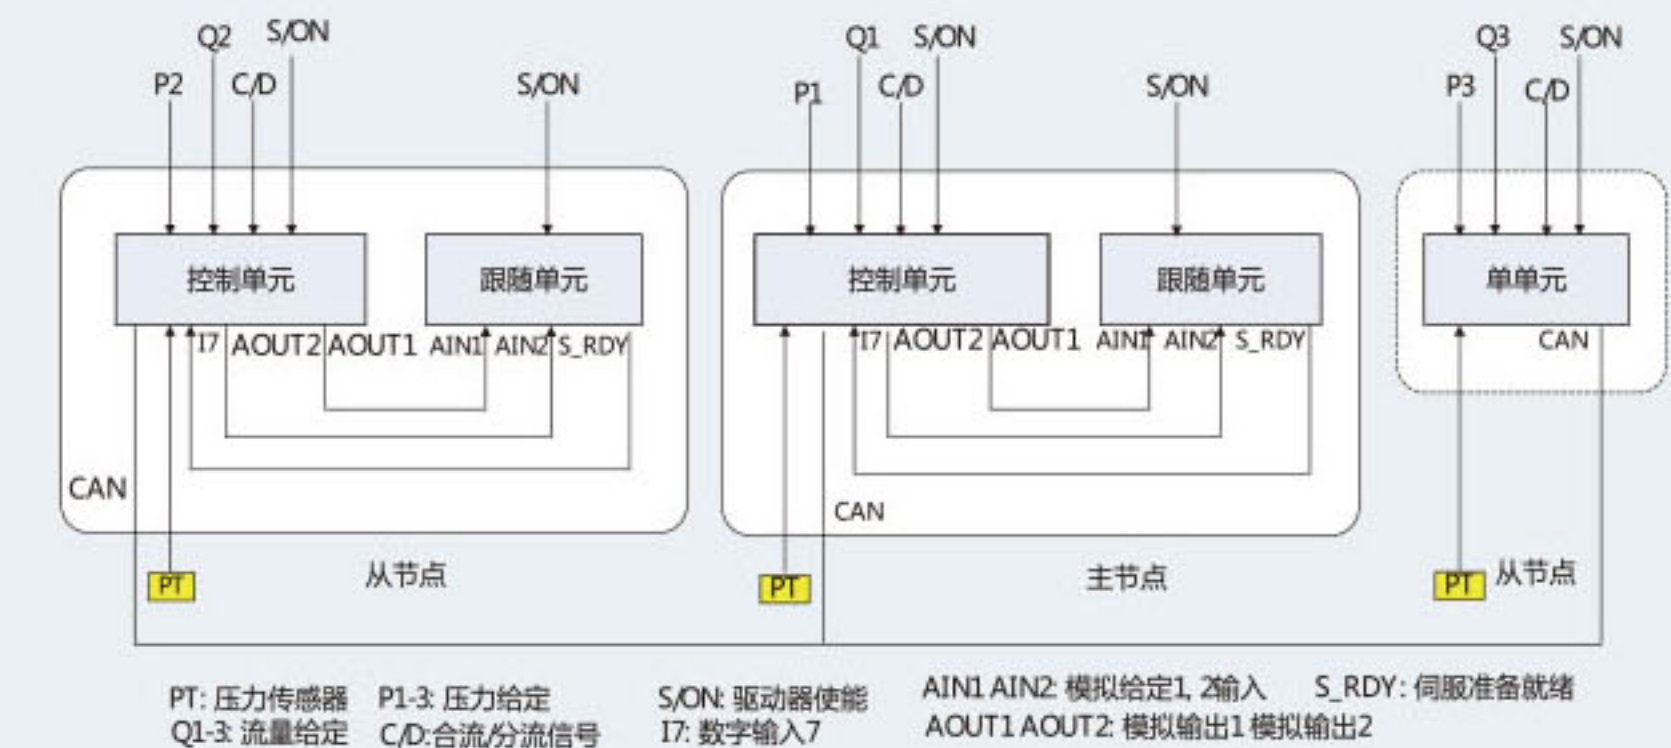 Q2 S/ON Q1 S/ON Q3 S/ON
P2 C/D S/ON P1 C/D S/ON P3 C/D
控制单元 跟随单元 控制单元 跟随单元 单单元
I7 AOUT2 AOUT1 AIN1 AIN2 S_RDY I7 AOUT2 AOUT1 AIN1 AIN2 S_RDY CAN
CAN CAN
PT 从节点 PT 主节点 PT 从节点
PT: 压力传感器 P1-3: 压力给定 S/ON: 驱动器使能 AIN1 AIN2: 模拟给定1, 2输入 S_RDY: 伺服准备就绪
Q1-3: 流量给定 C/D:合流/分流信号 I7: 数字输入7 AOUT1 AOUT2: 模拟输出1 模拟输出2